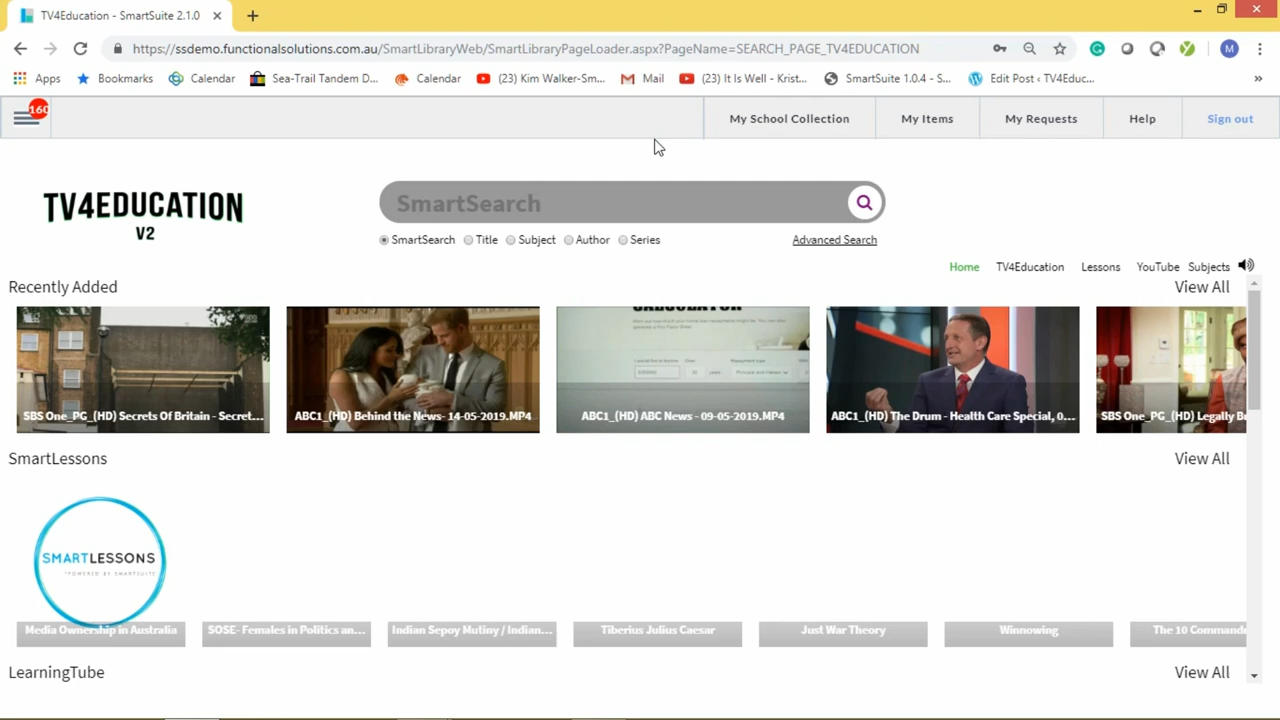 TV4Education - SmartSuite 2.1.0
https://ssdemo.functionalsolutions.com.au/SmartLibraryWeb/SmartLibraryPageLoader.aspx?PageName=SEARCH_PAGE_TV4EDUCATION
M
Apps Bookmarks Calendar Sea-Trail Tandem D... Calendar (23) Kim Walker-Sm... Mail (23) It Is Well - Krist... SmartSuite 1.0.4 - S... Edit Post ‹ TV4Educ... »
160 My School Collection My Items My Requests Help Sign out
TV4EDUCATION
V2
SmartSearch
SmartSearch Title Subject Author Series Advanced Search
Home TV4Education Lessons YouTube Subjects
Recently Added View All
CALCULATOR
SBS One_PG_(HD) Secrets Of Britain - Secret... ABC1_(HD) Behind the News- 14-05-2019.MP4 ABC1_(HD) ABC News - 09-05-2019.MP4 ABC1_(HD) The Drum - Health Care Special, 0... SBS One_PG_(HD) Legally B
SmartLessons View All
SMARTLESSONS
*POWERED BY SMARTSUITE
Media Ownership in Australia SOSE- Females in Politics an... Indian Sepoy Mutiny / Indian... Tiberius Julius Caesar Just War Theory Winnowing The 10 Command
LearningTube View All